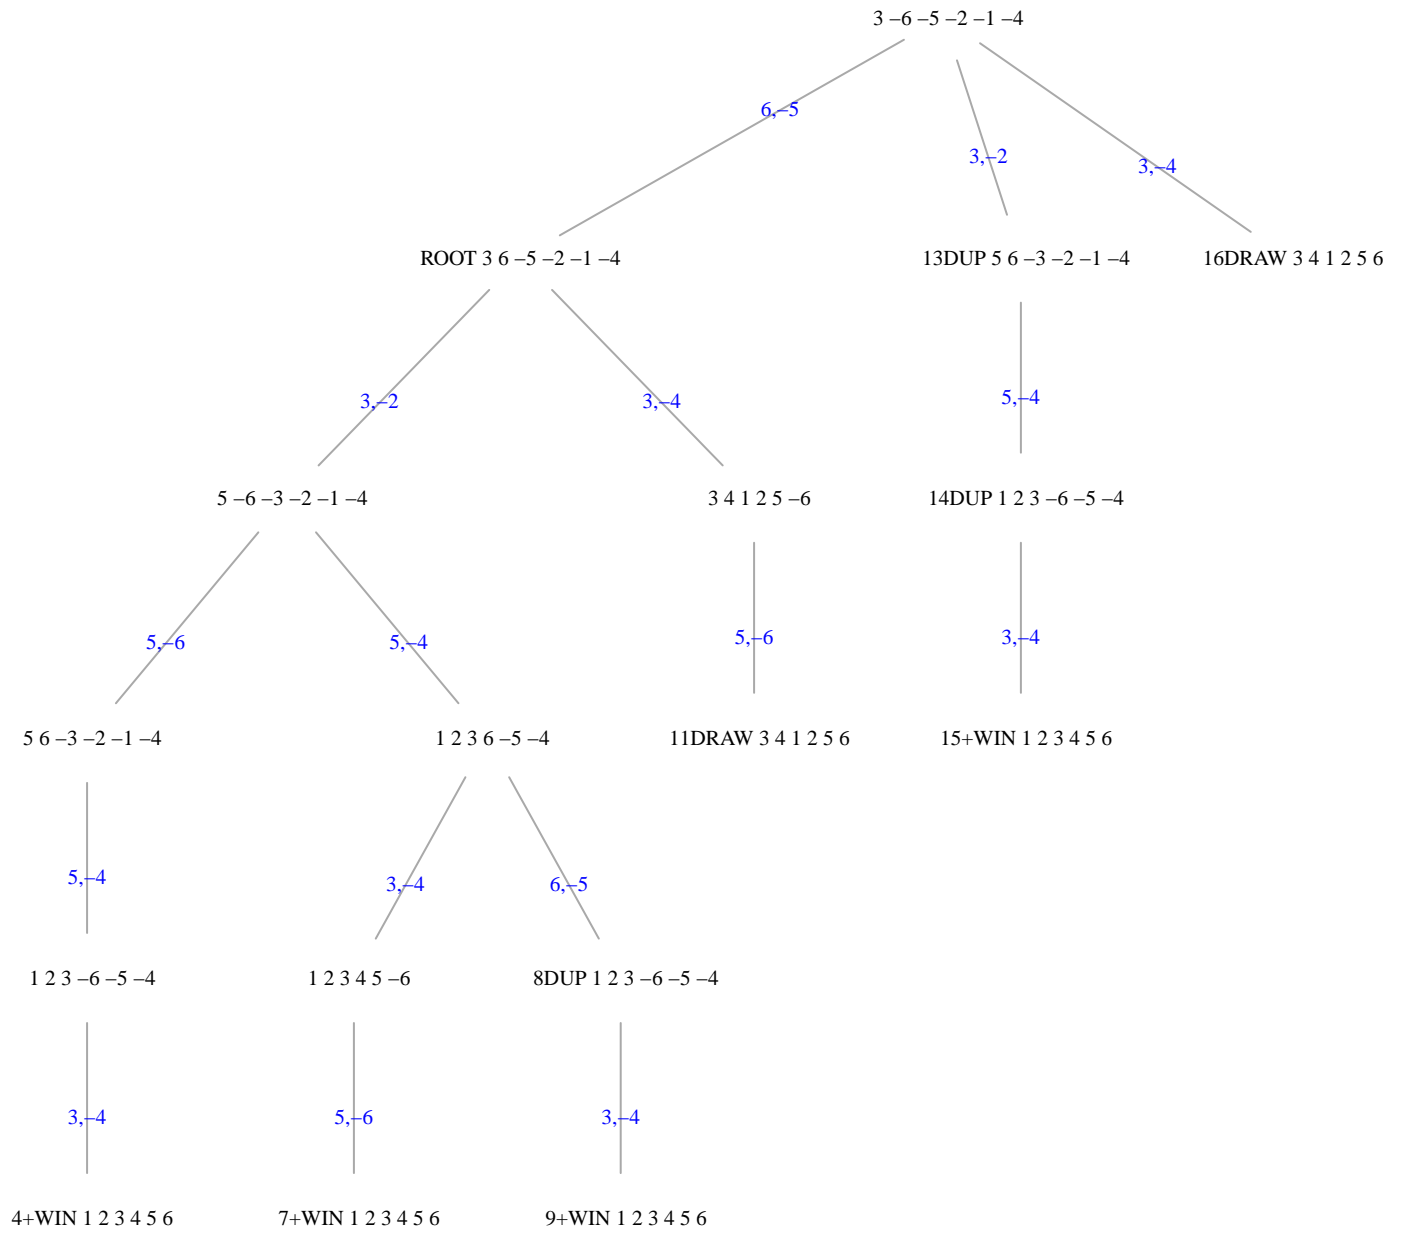 3 –6 –5 –2 –1 –4
6,–5
3,–2
3,–4
ROOT 3 6 –5 –2 –1 –4
13DUP 5 6 –3 –2 –1 –4
16DRAW 3 4 1 2 5 6
3,–2
3,–4
5,–4
5 –6 –3 –2 –1 –4
3 4 1 2 5 –6
14DUP 1 2 3 –6 –5 –4
5,–6
5,–4
5,–6
3,–4
5 6 –3 –2 –1 –4
1 2 3 6 –5 –4
11DRAW 3 4 1 2 5 6
15+WIN 1 2 3 4 5 6
5,–4
3,–4
6,–5
1 2 3 –6 –5 –4
1 2 3 4 5 –6
8DUP 1 2 3 –6 –5 –4
3,–4
5,–6
3,–4
4+WIN 1 2 3 4 5 6
7+WIN 1 2 3 4 5 6
9+WIN 1 2 3 4 5 6